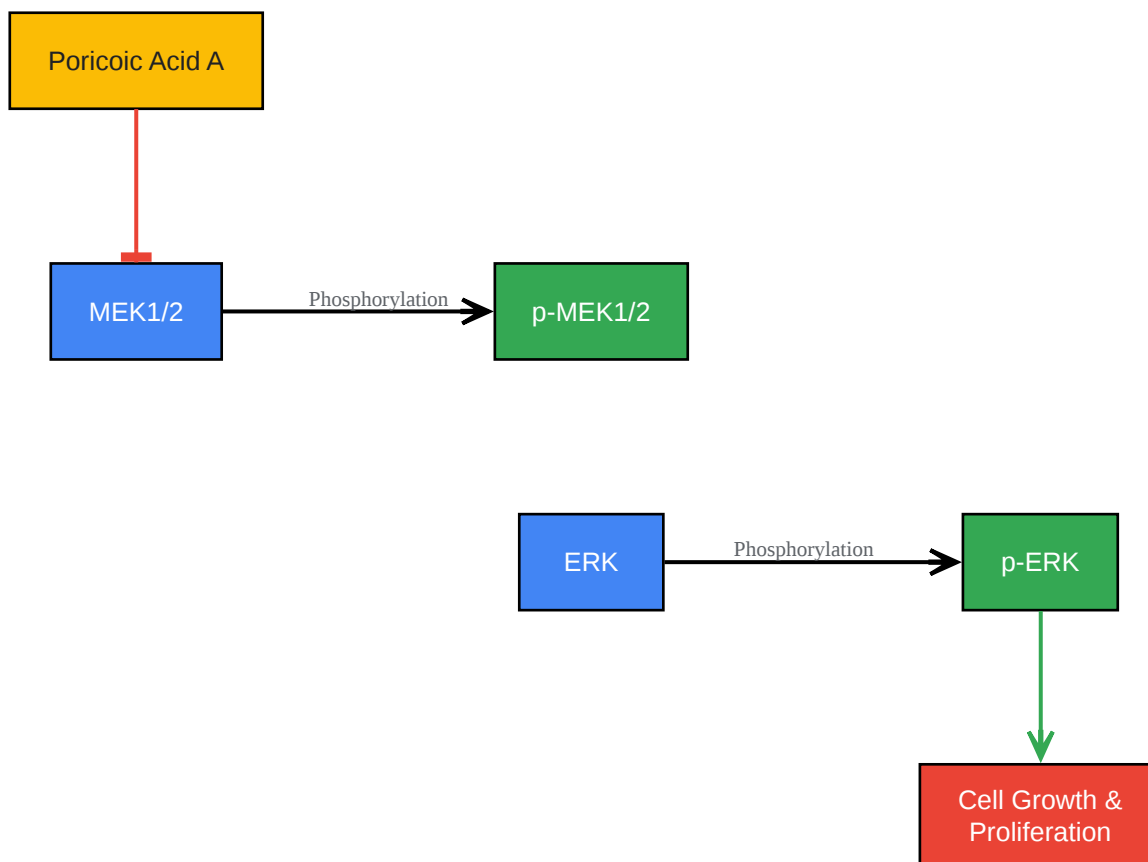 Poricoic Acid A
MEK1/2
Phosphorylation
p-MEK1/2
ERK
Phosphorylation
p-ERK
Cell Growth &
Proliferation